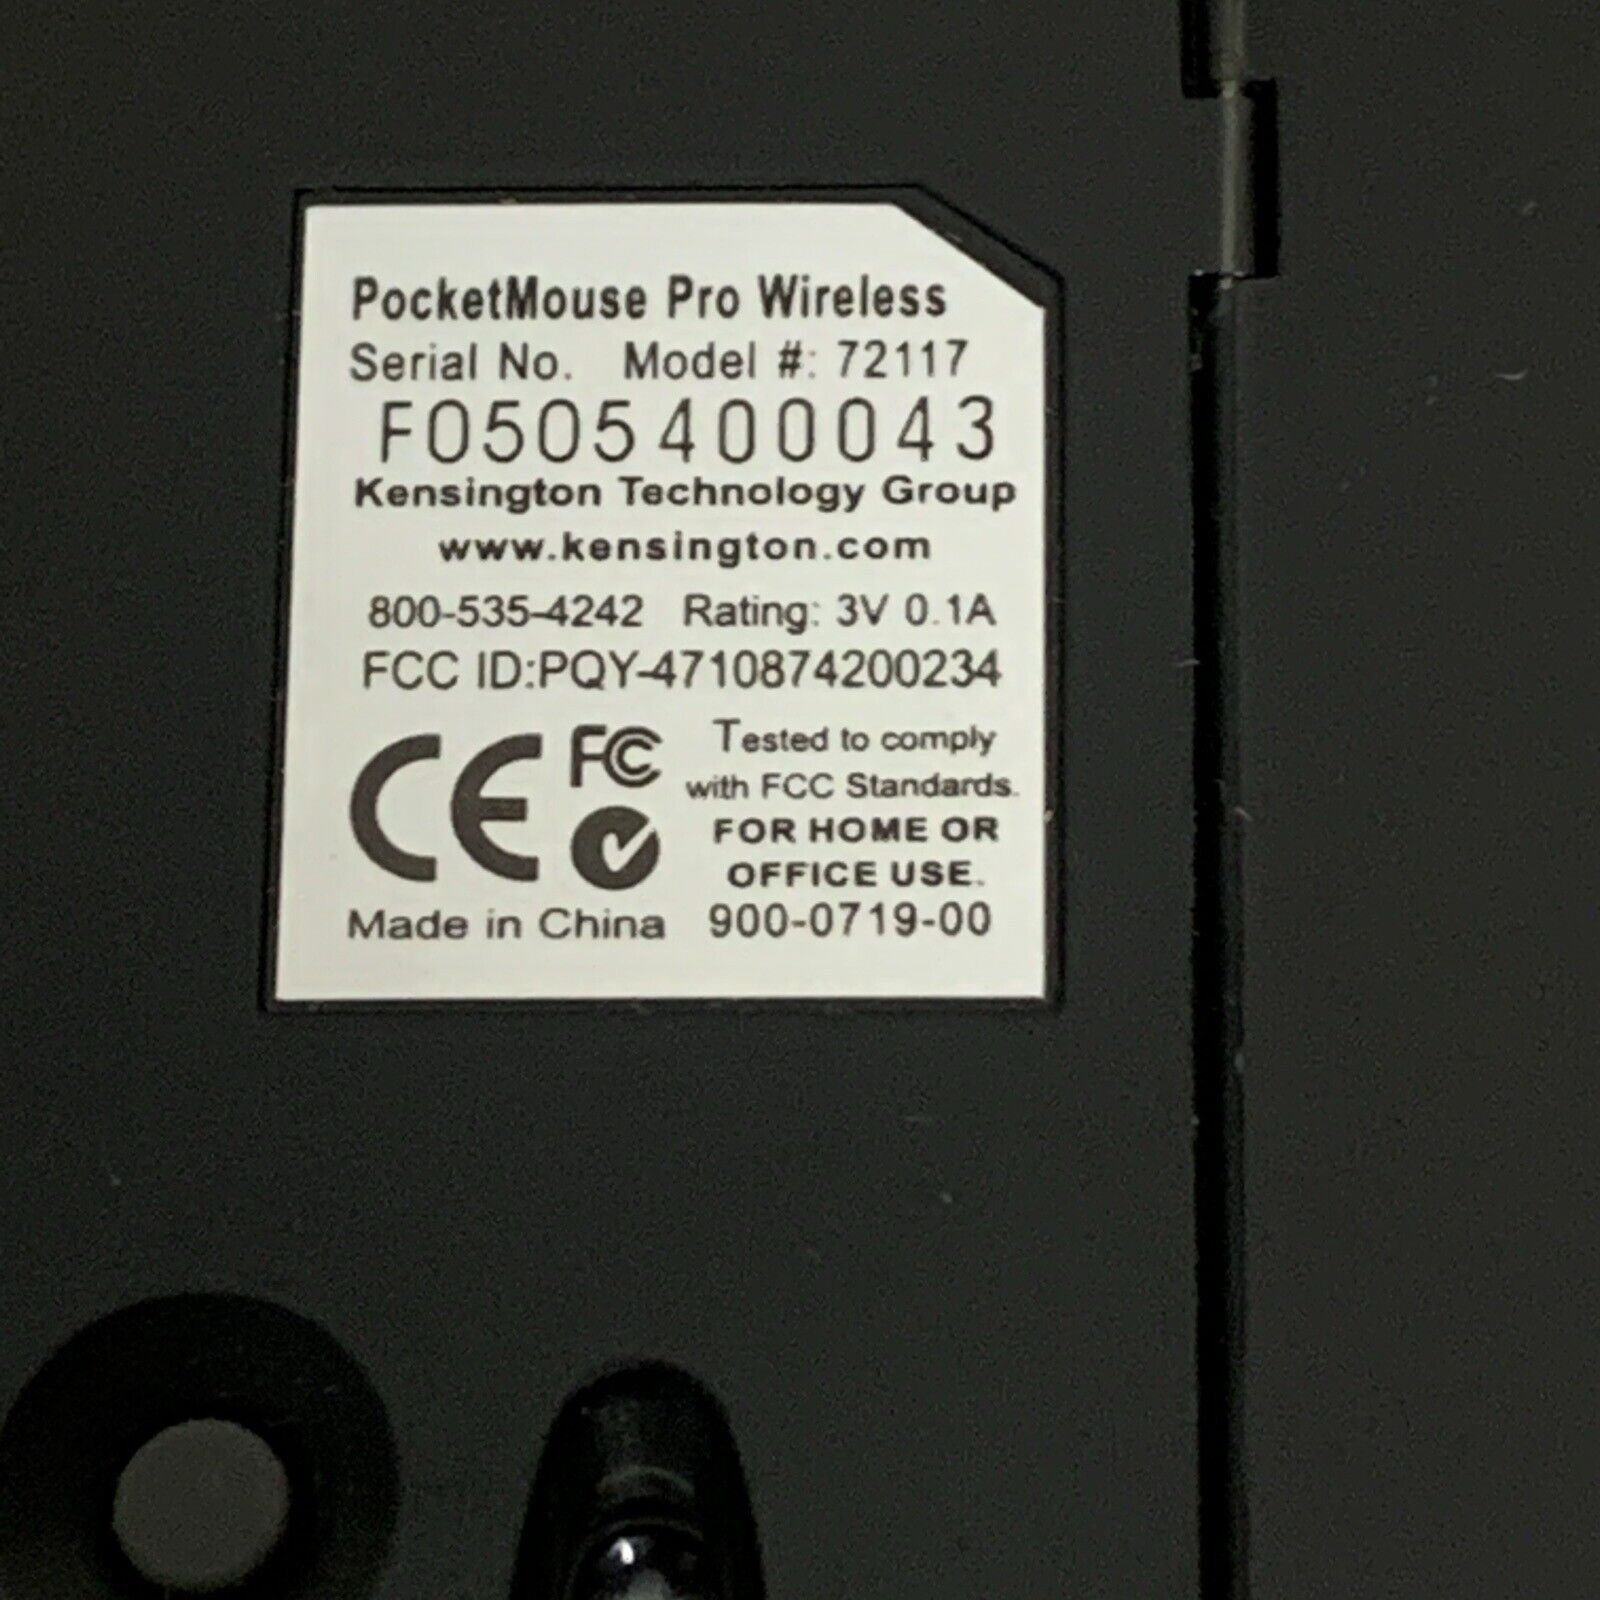 PocketMouse Pro Wireless
Serial No. Model #: 72117
F0505400043
Kensington Technology Group
www.kensington.com
800-535-4242 Rating: 3V 0.1A
FCC ID:PQY-4710874200234
CE FC Tested to comply
with FCC Standards.
FOR HOME OR
OFFICE USE.
Made in China 900-0719-00